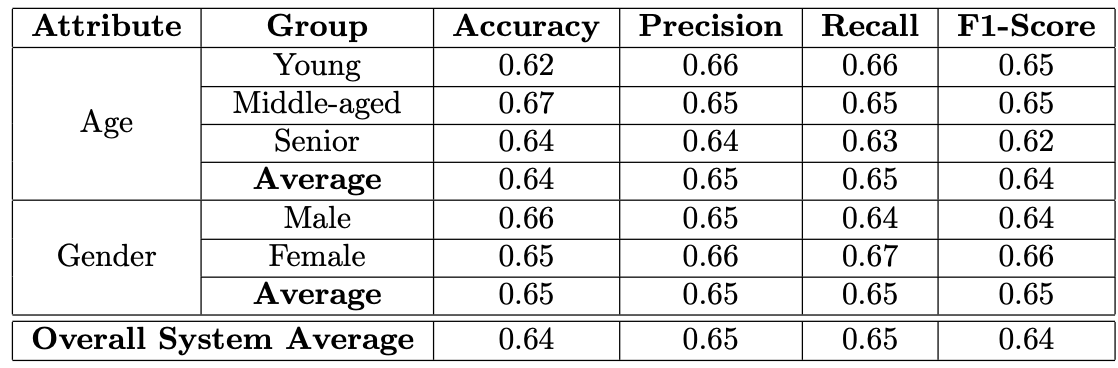 Attribute Group Accuracy Precision Recall F1-Score
Age Young 0.62 0.66 0.66 0.65
Middle-aged 0.67 0.65 0.65 0.65
Senior 0.64 0.64 0.63 0.62
Average 0.64 0.65 0.65 0.64
Gender Male 0.66 0.65 0.64 0.64
Female 0.65 0.66 0.67 0.66
Average 0.65 0.65 0.65 0.65
Overall System Average 0.64 0.65 0.65 0.64